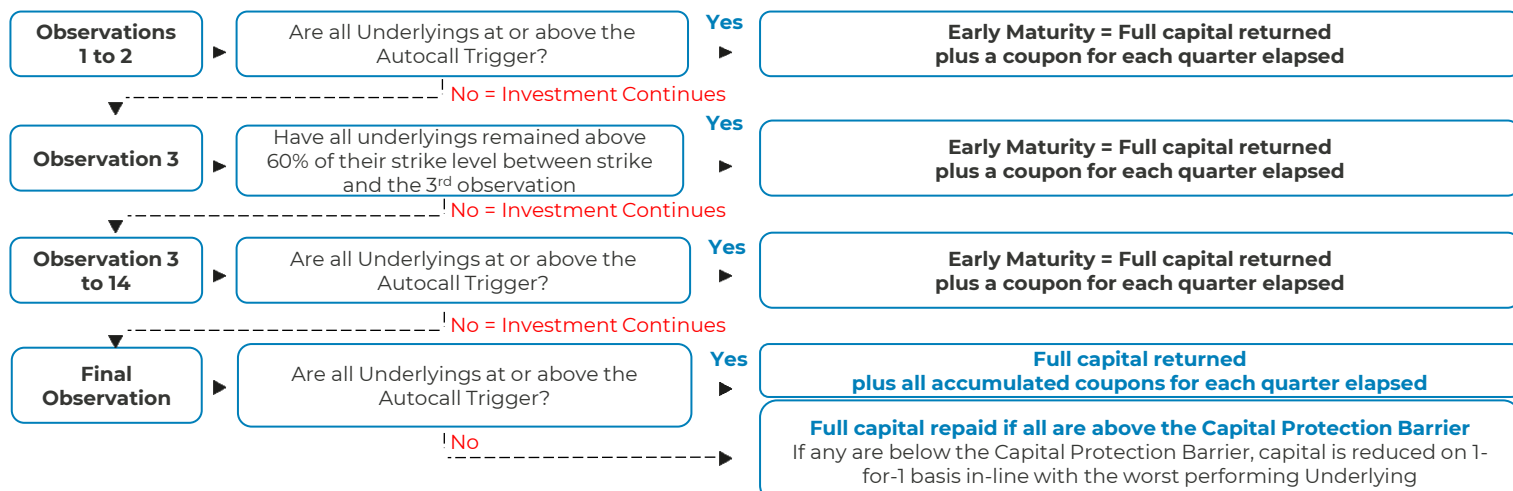 Observations
1 to 2
Are all Underlyings at or above the
Autocall Trigger?
Yes
Early Maturity = Full capital returned
plus a coupon for each quarter elapsed
No = Investment Continues
Observation 3
Have all underlyings remained above
60% of their strike level between strike
and the 3rd observation
Yes
Early Maturity = Full capital returned
plus a coupon for each quarter elapsed
No = Investment Continues
Observation 3
to 14
Are all Underlyings at or above the
Autocall Trigger?
Yes
Early Maturity = Full capital returned
plus a coupon for each quarter elapsed
No = Investment Continues
Final
Observation
Are all Underlyings at or above the
Autocall Trigger?
Yes
Full capital returned
plus all accumulated coupons for each quarter elapsed
No
Full capital repaid if all are above the Capital Protection Barrier
If any are below the Capital Protection Barrier, capital is reduced on 1-
for-1 basis in-line with the worst performing Underlying